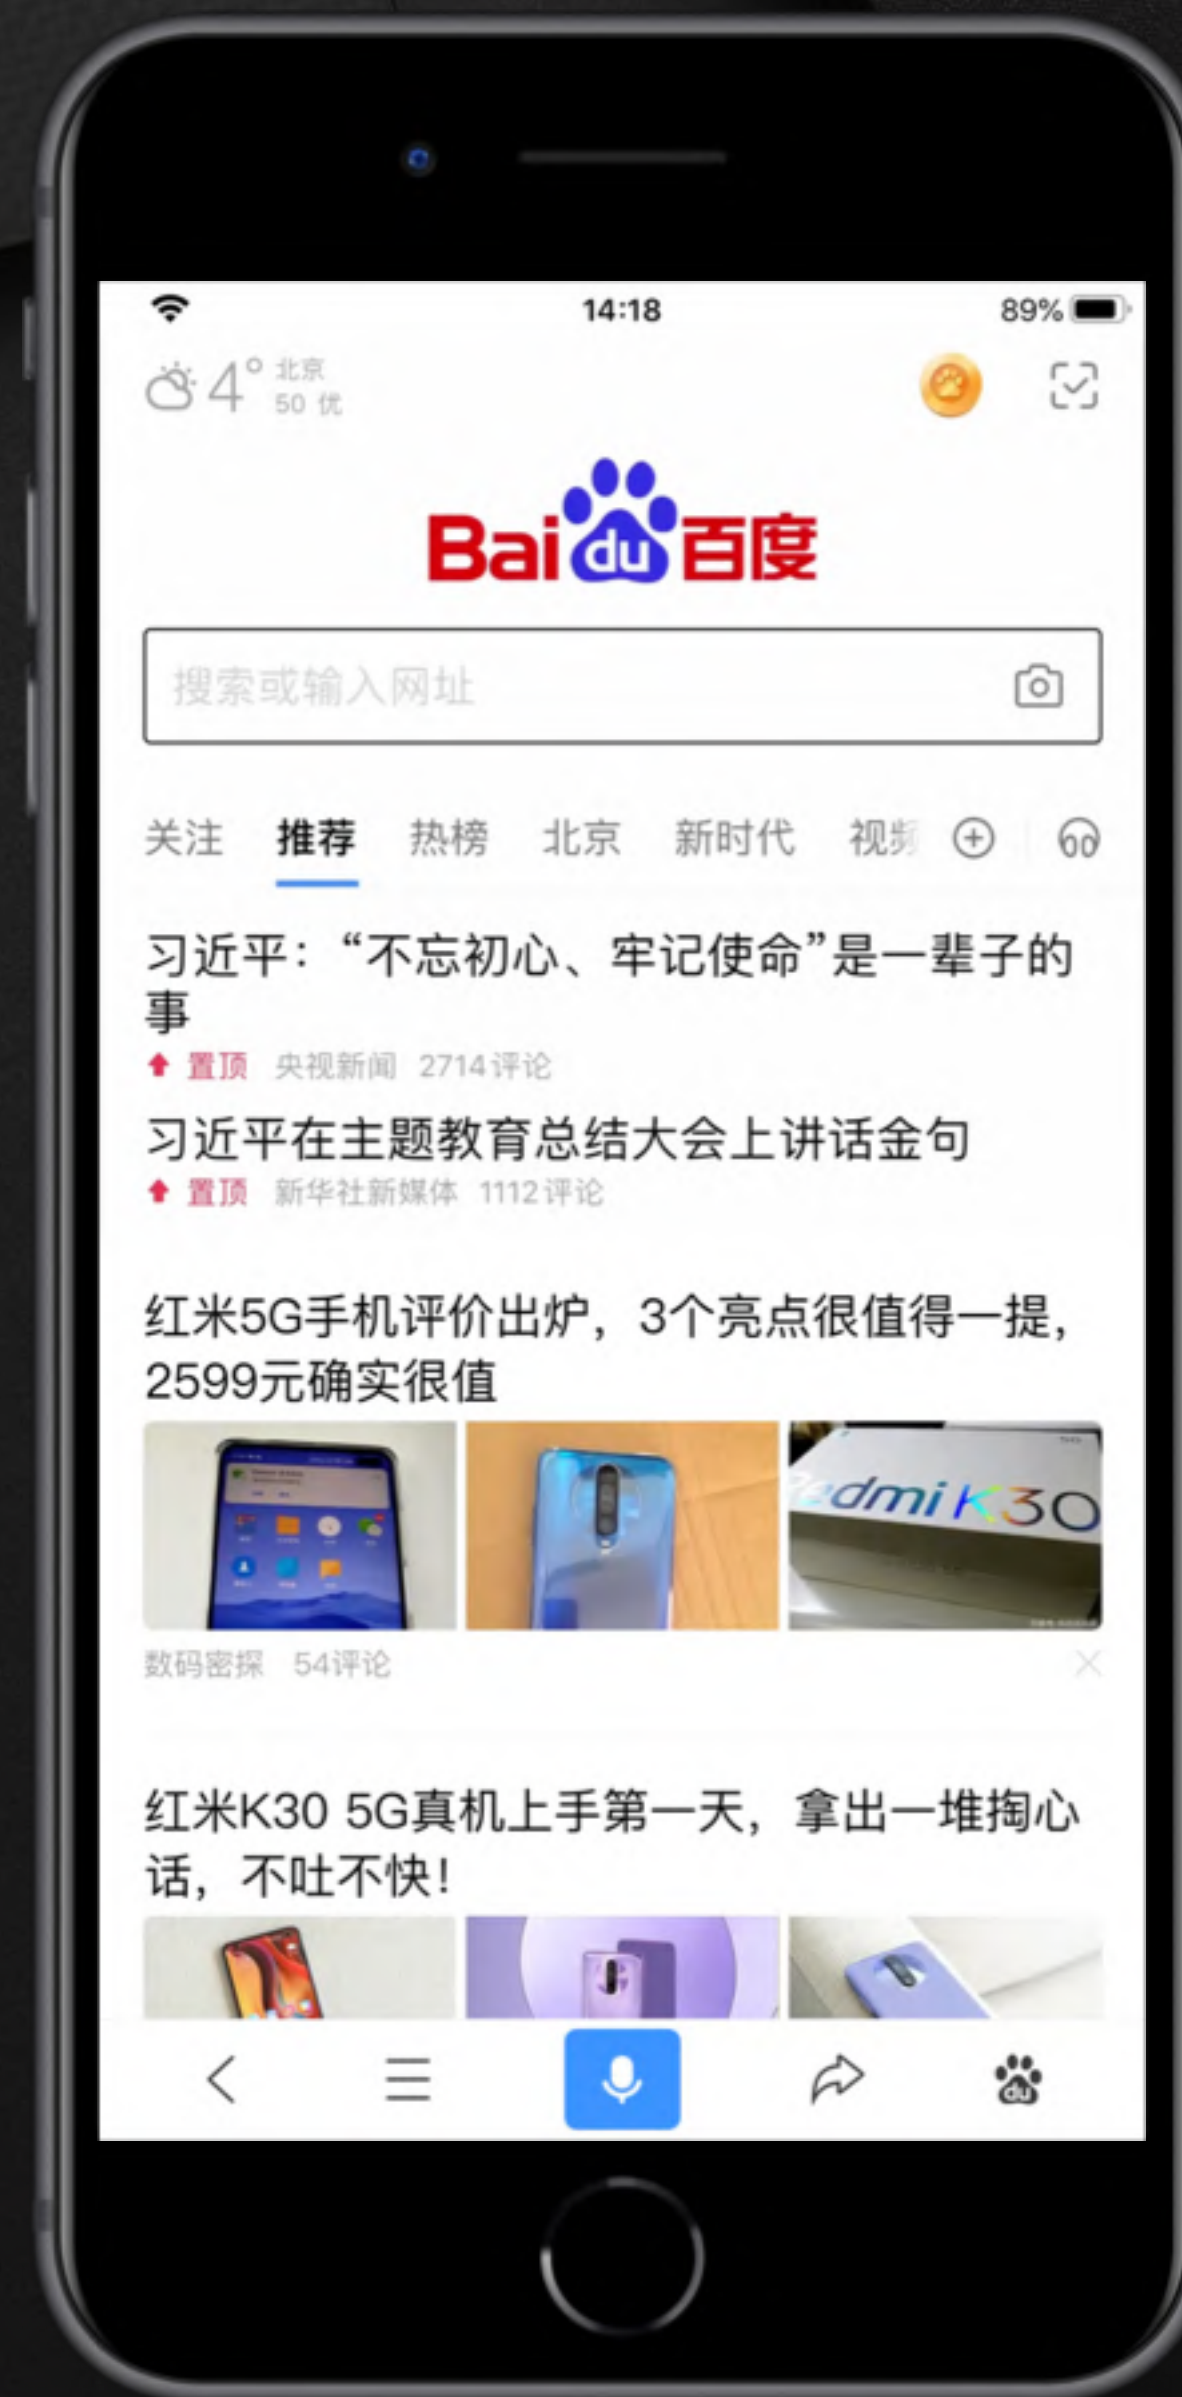 14:18
89%
4°
北京
50 优
Bai du 百度
搜索或输入网址
关注 推荐 热榜 北京 新时代 视频
习近平：“不忘初心、牢记使命”是一辈子的
事
置顶 央视新闻 2714评论
习近平在主题教育总结大会上讲话金句
置顶 新华社新媒体 1112评论
红米5G手机评价出炉，3个亮点很值得一提，
2599元确实很值
Redmi K30
数码密探 54评论
红米K30 5G真机上手第一天，拿出一堆掏心
话，不吐不快！
du